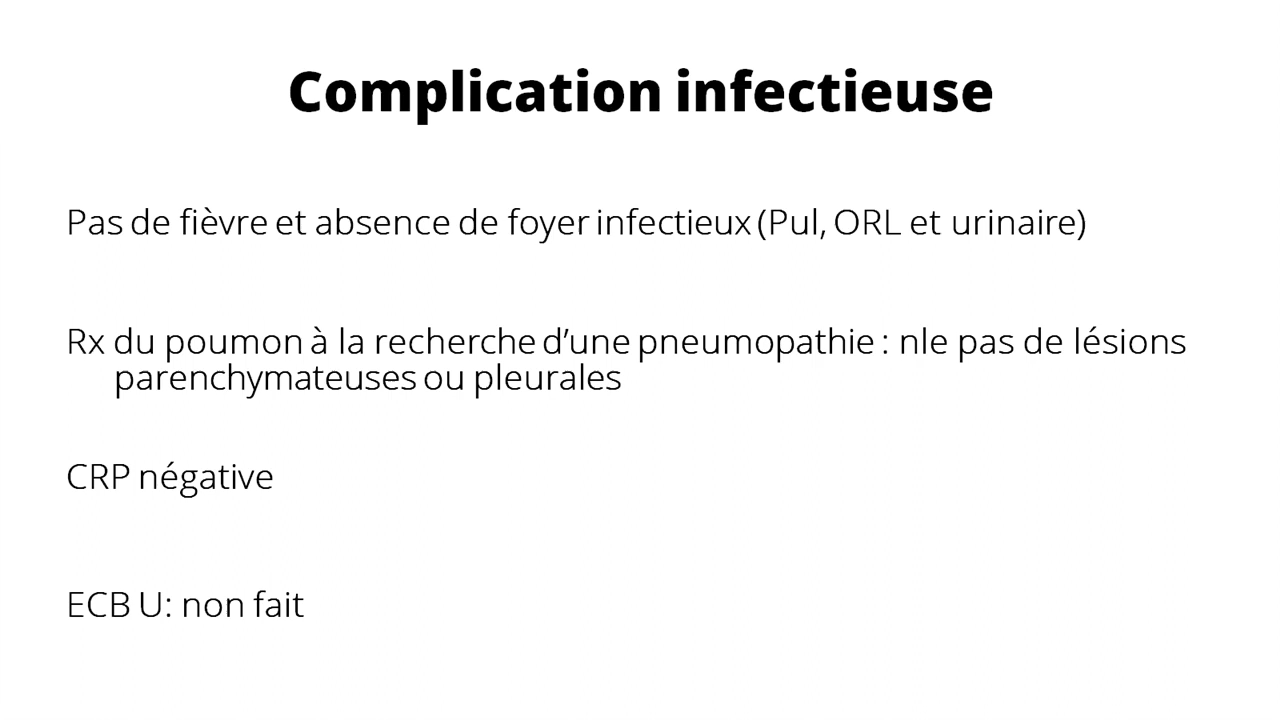 Complication infectieuse
Pas de fièvre et absence de foyer infectieux (Pul, ORL et urinaire)
Rx du poumon à la recherche d’une pneumopathie : nle pas de lésions
parenchymateuses ou pleurales
CRP négative
ECB U: non fait